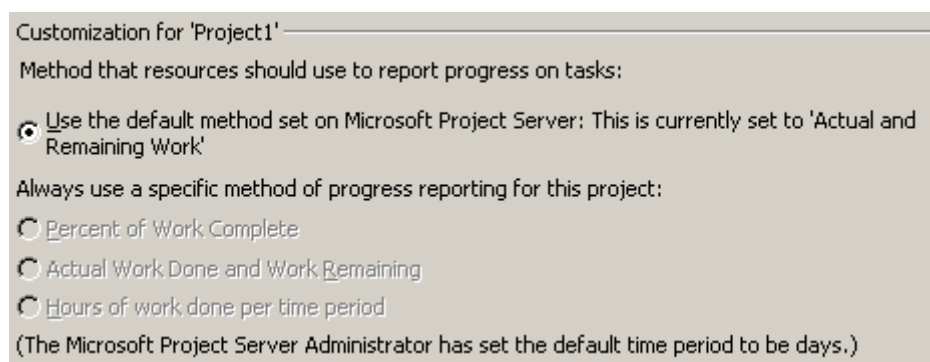 Customization for 'Project1'
Method that resources should use to report progress on tasks:
Use the default method set on Microsoft Project Server: This is currently set to 'Actual and
Remaining Work'
Always use a specific method of progress reporting for this project:
Percent of Work Complete
Actual Work Done and Work Remaining
Hours of work done per time period
(The Microsoft Project Server Administrator has set the default time period to be days.)